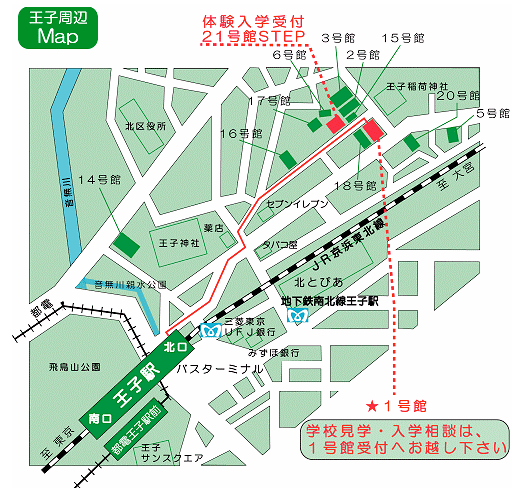 王子周辺
Map
体験入学受付
21号館STEP
3号館
15号館
6号館
2号館
17号館
王子稲荷神社
20号館
5号館
北区役所
16号館
18号館
至 大宮
14号館
音無川
セブンイレブン
薬店
王子神社
タバコ屋
JR京浜東北線
音無川親水公園
北とぴあ
地下鉄南北線王子駅
都電
三菱東京
UFJ銀行
北口
みずほ銀行
飛鳥山公園
王子駅
バスターミナル
南口
都電王子駅前
至 東京
王子
サンスクエア
★1号館
学校見学・入学相談は、
1号館受付へお越し下さい